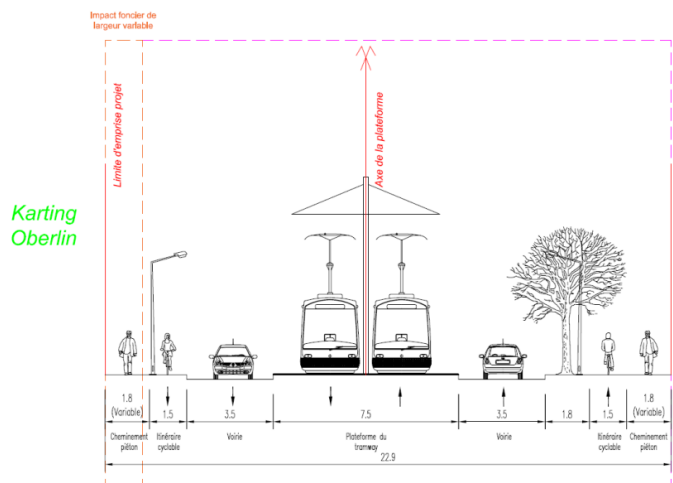 Impact foncier de
largeur variable
Limite d'emprise projet
Axe de la plateforme
Karting
Oberlin
1.8
(Variable)
1.5
3.5
7.5
3.5
1.8
1.5
1.8
(Variable)
Cheminement
piéton
Itinéraire
cyclable
Voirie
Plateforme du
tramway
Voirie
Itinéraire
cyclable
Cheminement
piéton
22.9